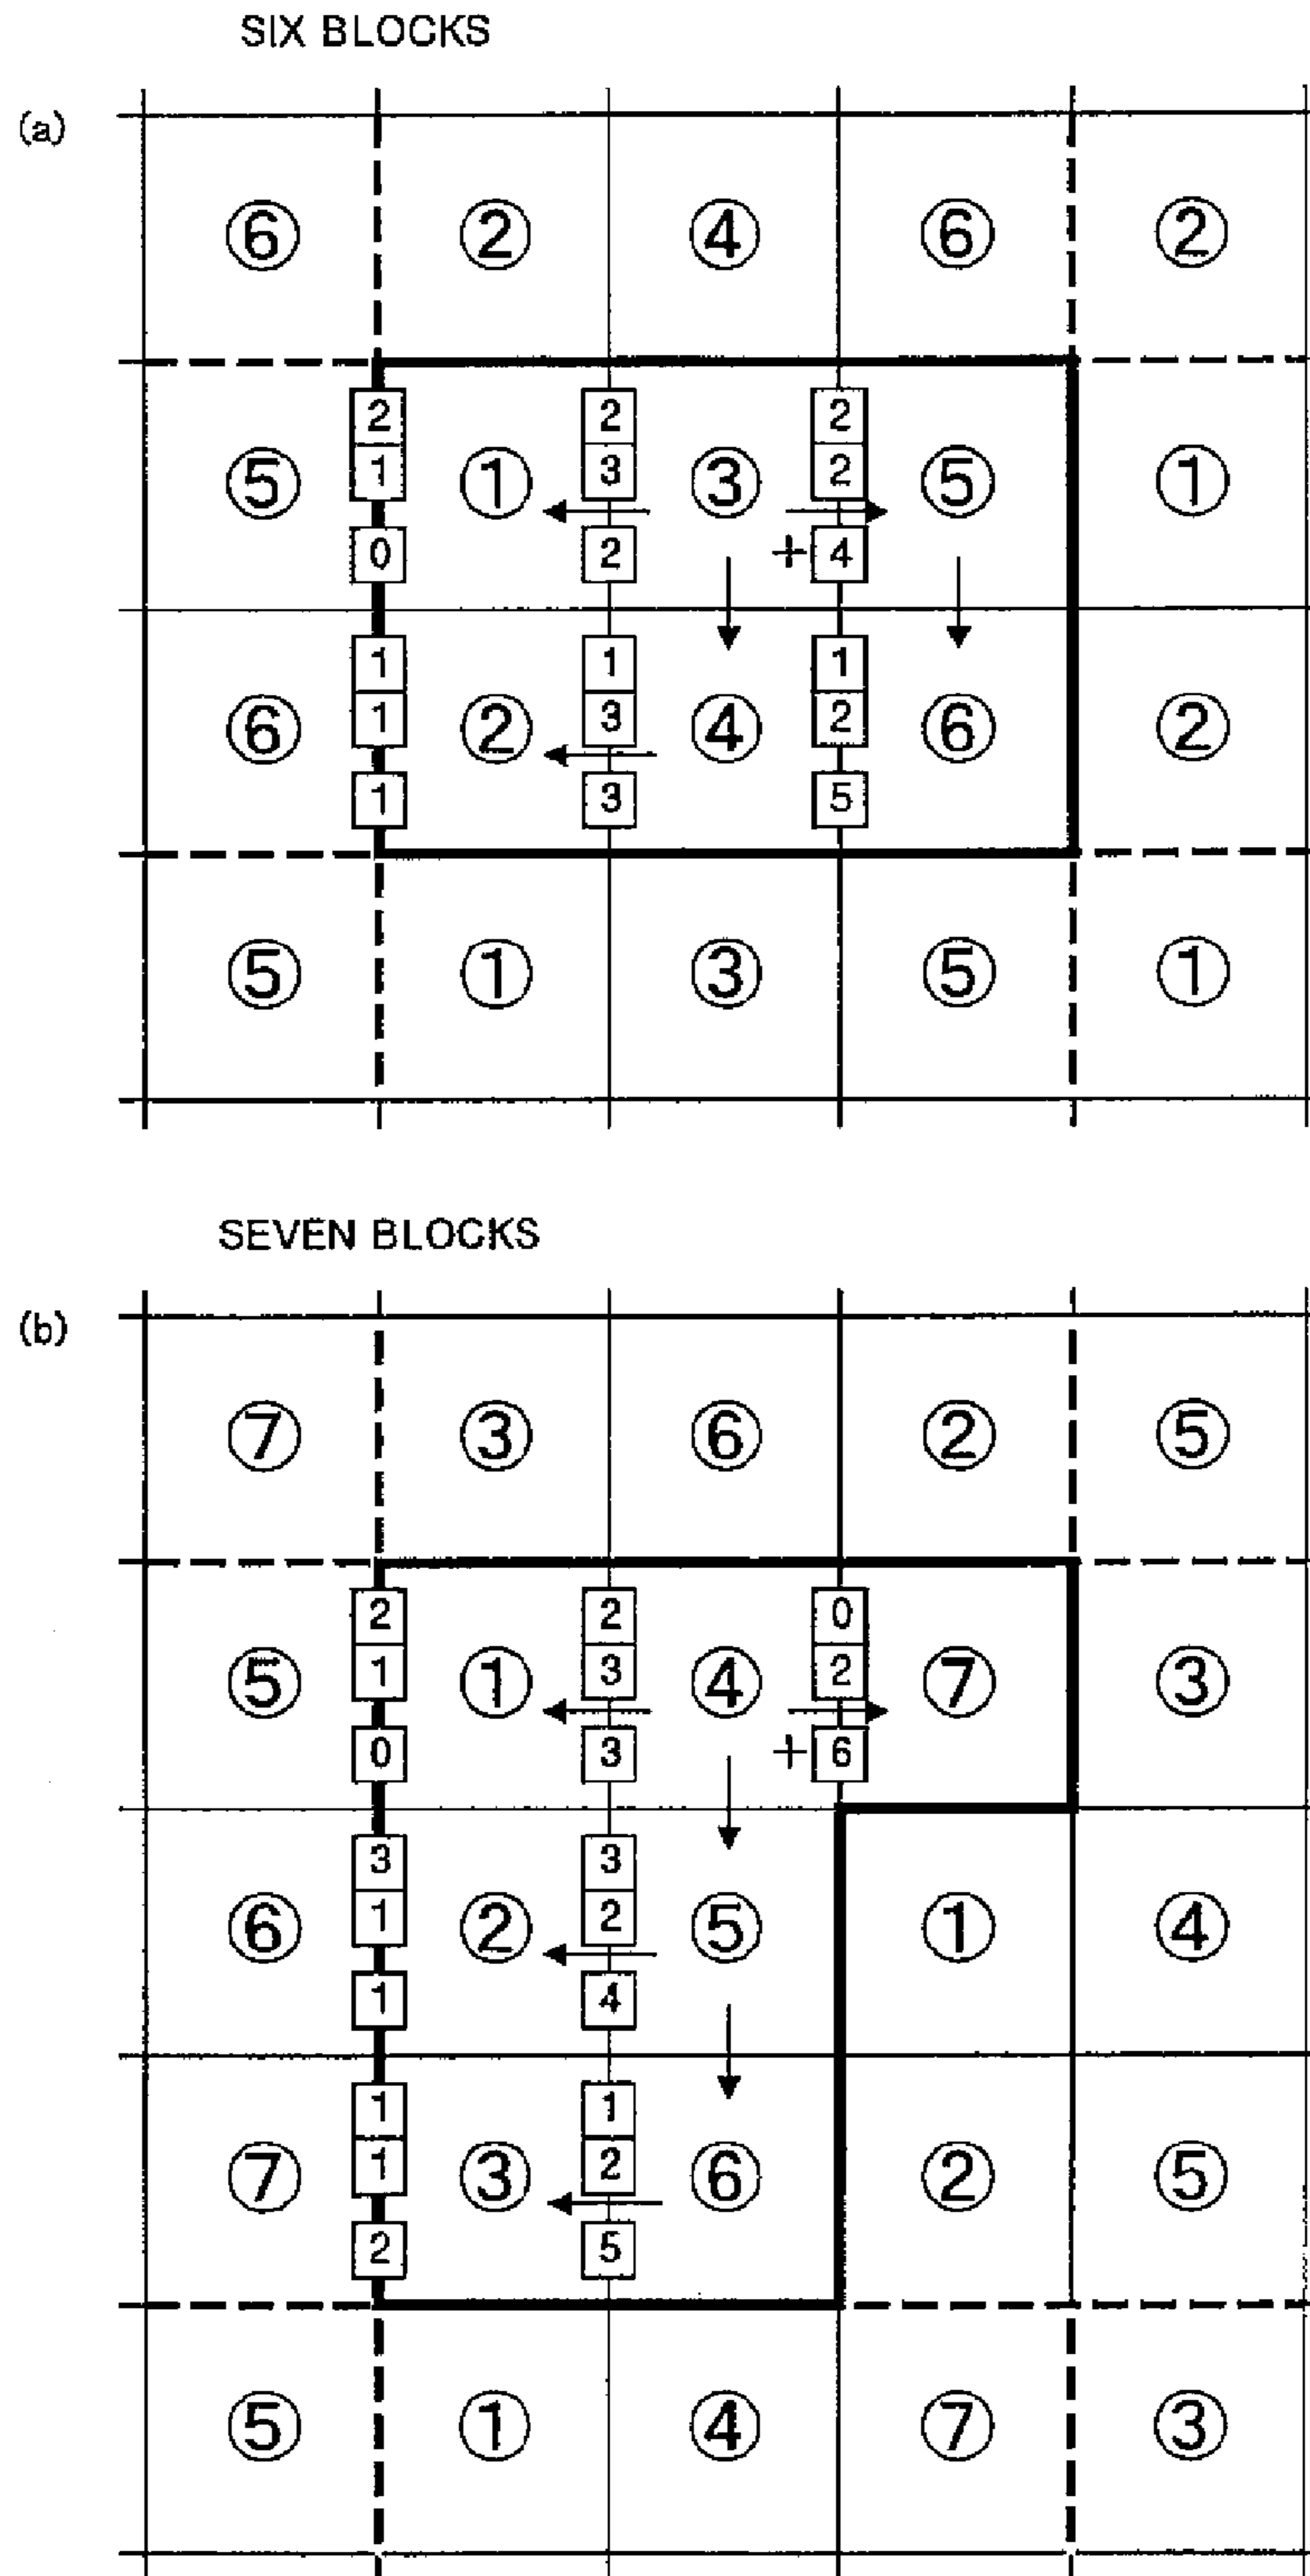 SIX BLOCKS
(a)
⑥ ② ④ ⑥ ②
2 2 2
⑤ 1 ① 3 ③ 2 ⑤ ①
0 2 + 4
1 1 1
⑥ 1 ② 3 ④ 2 ⑥ ②
1 3 5
⑤ ① ③ ⑤ ①
SEVEN BLOCKS
(b)
⑦ ③ ⑥ ② ⑤
2 2 0
⑤ 1 ① 3 ④ 2 ⑦ ③
0 3 + 6
3 3
⑥ 1 ② 2 ⑤ ① ④
1 4
1 1
⑦ 1 ③ 2 ⑥ ② ⑤
2 5
⑤ ① ④ ⑦ ③